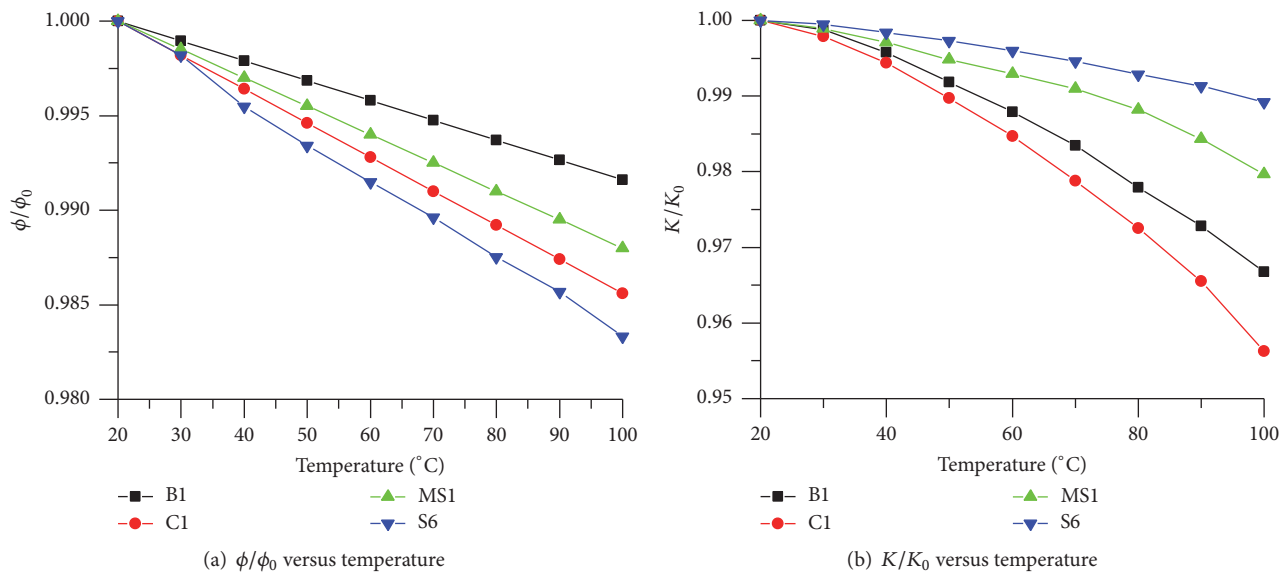 1.000
0.995
0.990
0.985
0.980
ϕ/ϕ₀
20 30 40 50 60 70 80 90 100
Temperature (°C)
B1 MS1
C1 S6
(a) ϕ/ϕ₀ versus temperature
1.00
0.99
0.98
0.97
0.96
0.95
K/K₀
20 40 60 80 100
Temperature (°C)
B1 MS1
C1 S6
(b) K/K₀ versus temperature